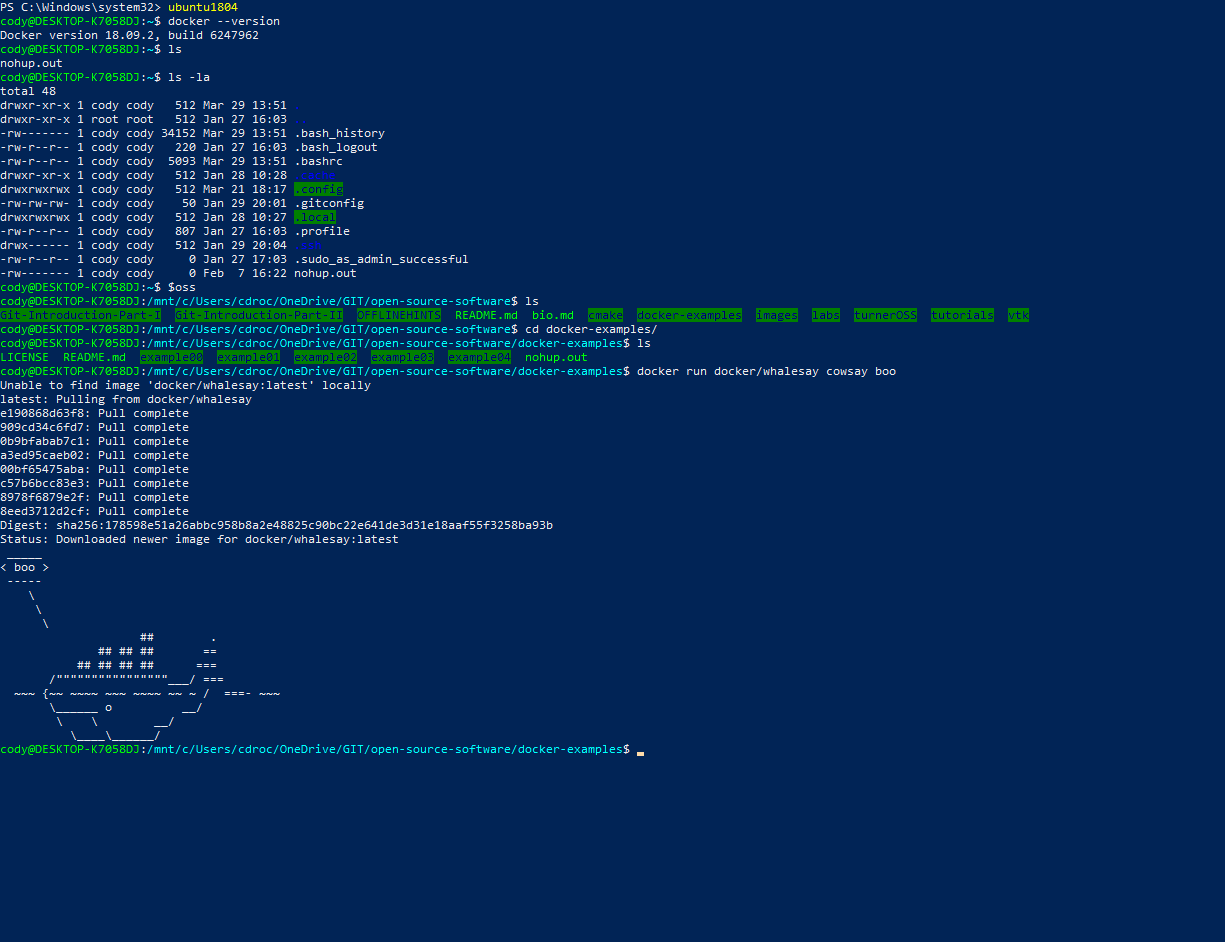 PS C:\Windows\system32> ubuntu1804
cody@DESKTOP-K7058DJ:~$ docker --version
Docker version 18.09.2, build 6247962
cody@DESKTOP-K7058DJ:~$ ls
nohup.out
cody@DESKTOP-K7058DJ:~$ ls -la
total 48
drwxr-xr-x 1 cody cody   512 Mar 29 13:51
drwxr-xr-x 1 root root   512 Jan 27 16:03
-rw------- 1 cody cody 34152 Mar 29 13:51 .bash_history
-rw-r--r-- 1 cody cody   220 Jan 27 16:03 .bash_logout
-rw-r--r-- 1 cody cody  5093 Mar 29 13:51 .bashrc
drwxr-xr-x 1 cody cody   512 Jan 28 10:28
drwxrwxrwx 1 cody cody   512 Mar 21 18:17 .config
-rw-rw-rw- 1 cody cody    50 Jan 29 20:01 .gitconfig
drwxrwxrwx 1 cody cody   512 Jan 28 10:27 .local
-rw-r--r-- 1 cody cody   807 Jan 27 16:03 .profile
drwx------ 1 cody cody   512 Jan 29 20:04 .ssh
-rw-r--r-- 1 cody cody     0 Jan 27 17:03 .sudo_as_admin_successful
-rw------- 1 cody cody     0 Feb  7 16:22 nohup.out
cody@DESKTOP-K7058DJ:~$ $oss
cody@DESKTOP-K7058DJ:/mnt/c/Users/cdroc/OneDrive/GIT/open-source-software$ ls
Git-Introduction-Part-I  Git-Introduction-Part-II  OFFLINEHINTS  README.md  bio.md  cmake  docker-examples  images  labs  turnerOSS  tutorials  vtk
cody@DESKTOP-K7058DJ:/mnt/c/Users/cdroc/OneDrive/GIT/open-source-software$ cd docker-examples/
cody@DESKTOP-K7058DJ:/mnt/c/Users/cdroc/OneDrive/GIT/open-source-software/docker-examples$ ls
LICENSE  README.md  example00  example01  example02  example03  example04  nohup.out
cody@DESKTOP-K7058DJ:/mnt/c/Users/cdroc/OneDrive/GIT/open-source-software/docker-examples$ docker run docker/whalesay cowsay boo
Unable to find image 'docker/whalesay:latest' locally
latest: Pulling from docker/whalesay
e190868d63f8: Pull complete
909cd34c6fd7: Pull complete
0b9bfabab7c1: Pull complete
a3ed95caeb02: Pull complete
00bf65475aba: Pull complete
c57b6bcc83e3: Pull complete
8978f6879e2f: Pull complete
8eed3712d2cf: Pull complete
Digest: sha256:178598e51a26abbc958b8a2e48825c90bc22e641de3d31e18aaf55f3258ba93b
Status: Downloaded newer image for docker/whalesay:latest
 _____
< boo >
 -----
    \
     \
      \
                    ##        .
              ## ## ##       ==
           ## ## ## ##      ===
       /""""""""""""""""___/ ===
  ~~~ {~~ ~~~~ ~~~ ~~~~ ~~ ~ /  ===- ~~~
       \______ o          __/
        \    \        __/
          \____\______/
cody@DESKTOP-K7058DJ:/mnt/c/Users/cdroc/OneDrive/GIT/open-source-software/docker-examples$